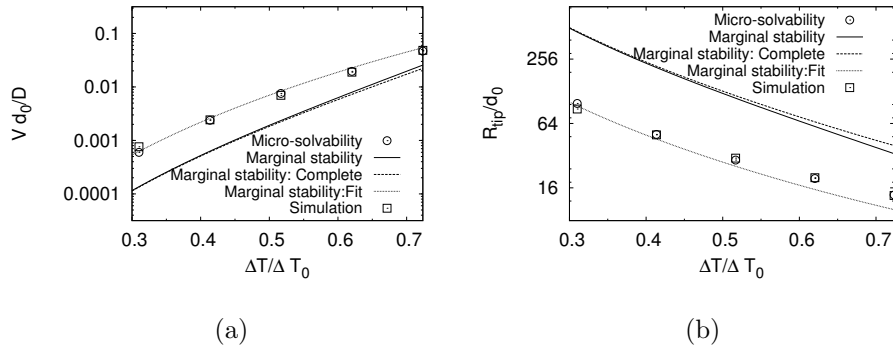 V d0/D
0.1
0.01
0.001
0.0001
Micro-solvability
Marginal stability
Marginal stability: Complete
Marginal stability:Fit
Simulation
0.3 0.4 0.5 0.6 0.7
ΔT/Δ T0
(a)
Rtip/d0
256
64
16
Micro-solvability
Marginal stability
Marginal stability: Complete
Marginal stability:Fit
Simulation
0.3 0.4 0.5 0.6 0.7
ΔT/Δ T0
(b)